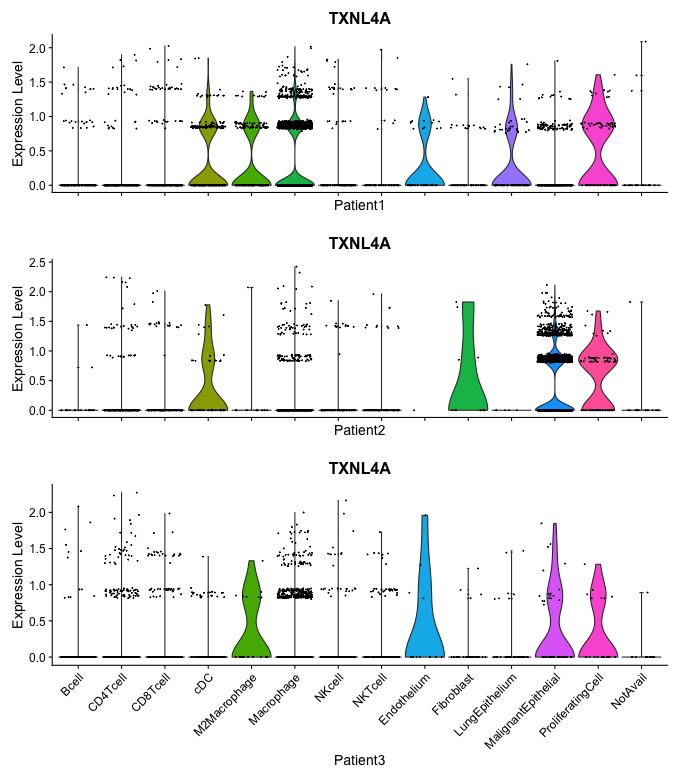 TXNL4A
Expression Level
2.0
1.5
1.0
0.5
0.0
Patient1
TXNL4A
Expression Level
2.5
2.0
1.5
1.0
0.5
0.0
Patient2
TXNL4A
Expression Level
2.0
1.5
1.0
0.5
0.0
Bcell
CD4Tcell
CD8Tcell
cDC
M2Macrophage
Macrophage
NKcell
NKTcell
Endothelium
Fibroblast
LungEpithelium
MalignantEpithelial
ProliferatingCell
NotAvail
Patient3